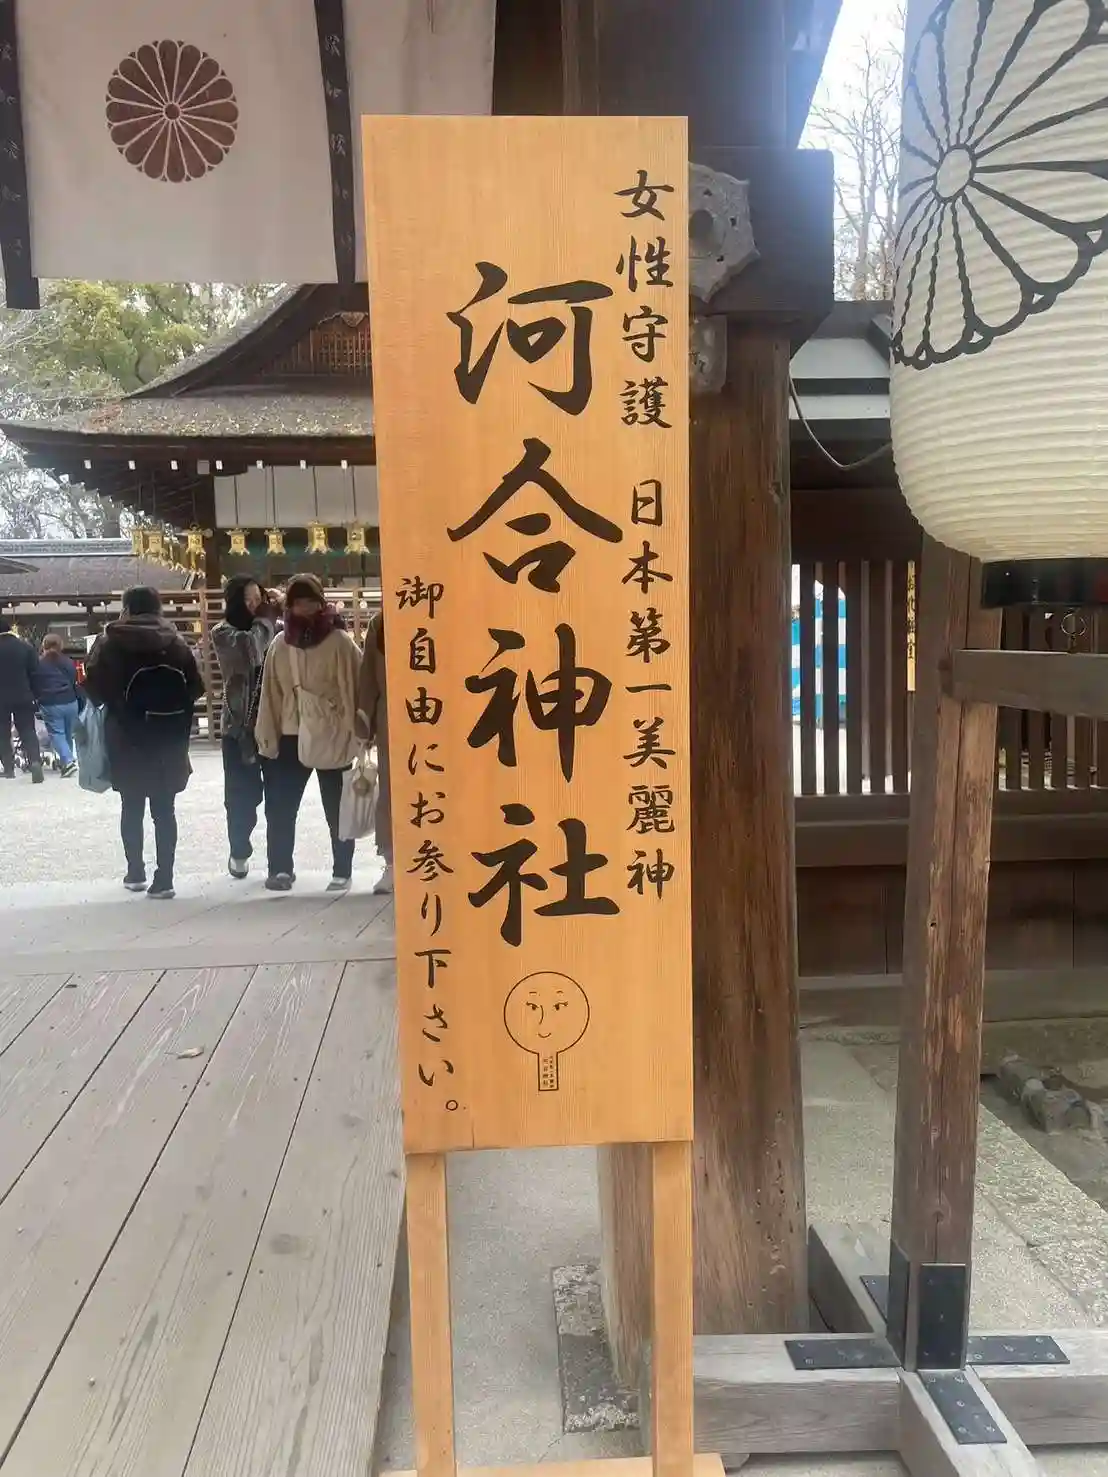 女性守護 日本第一美麗神
河合神社
御自由にお参り下さい。